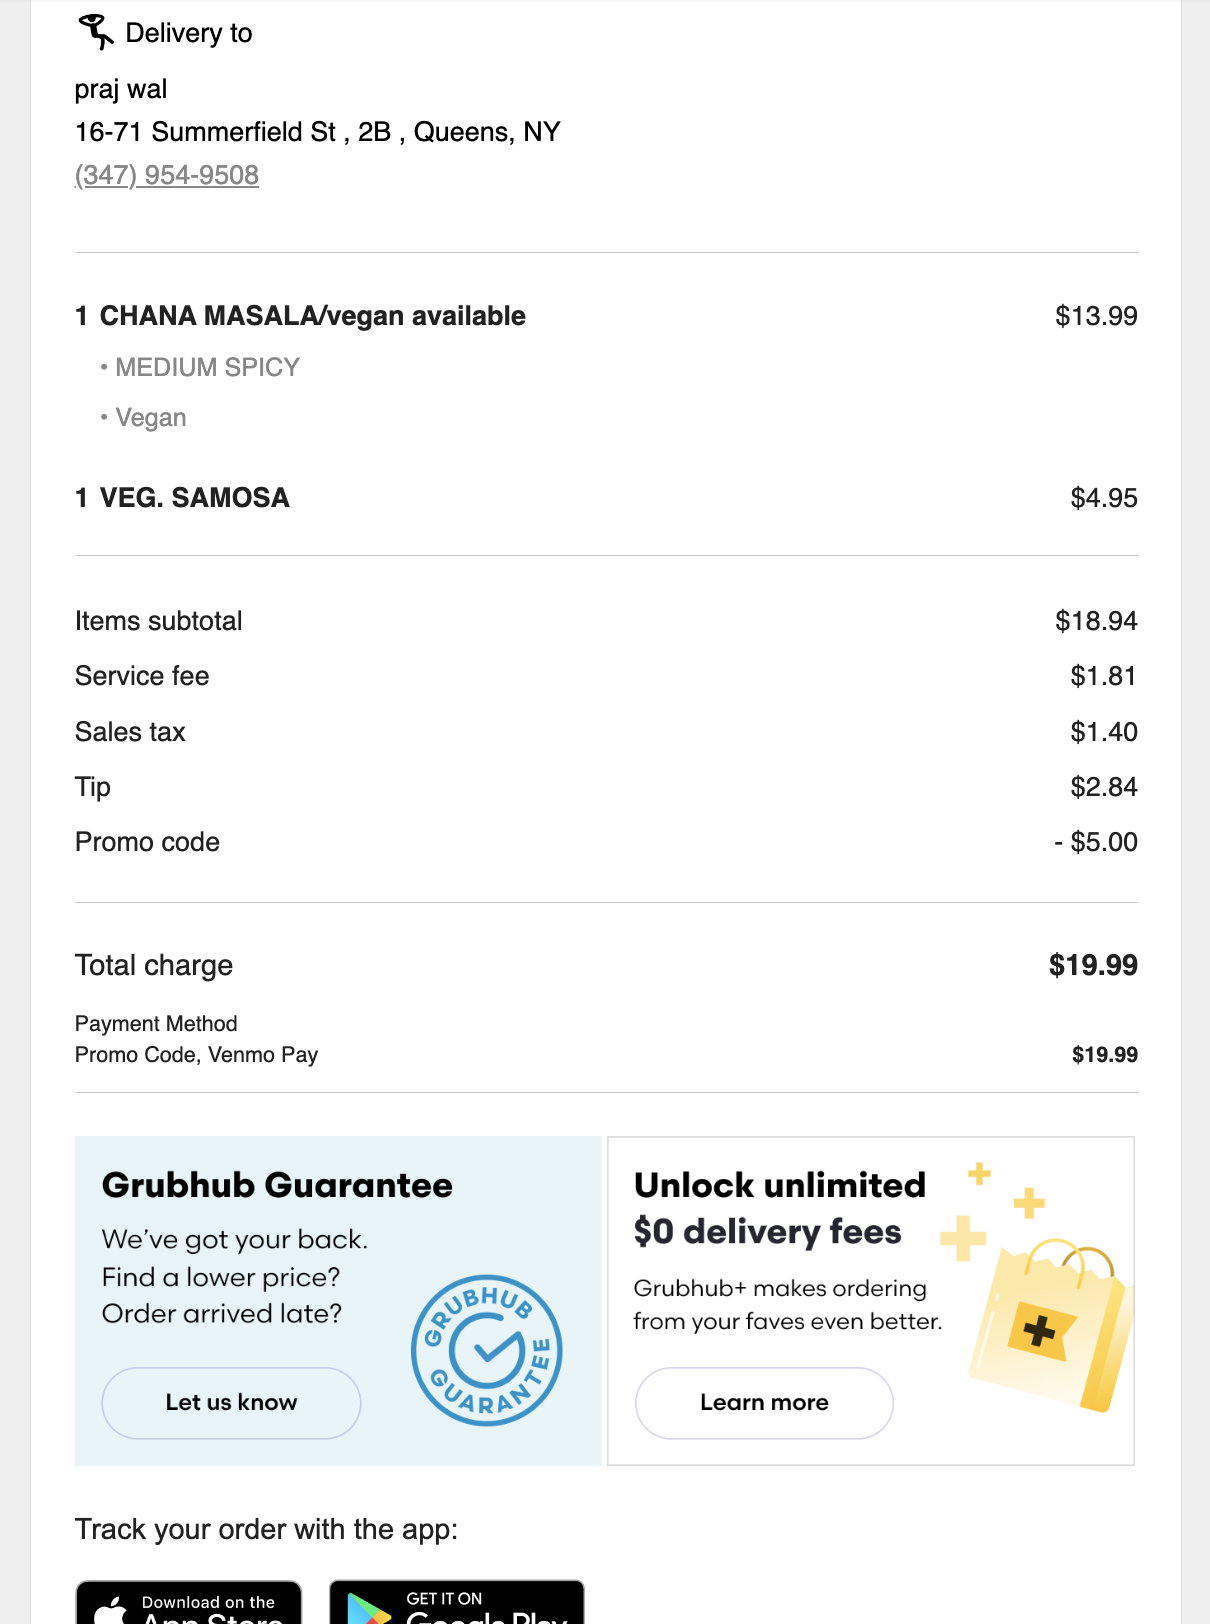 Delivery to
praj wal
16-71 Summerfield St , 2B , Queens, NY
(347) 954-9508
1 CHANA MASALA/vegan available $13.99
• MEDIUM SPICY
• Vegan
1 VEG. SAMOSA $4.95
Items subtotal $18.94
Service fee $1.81
Sales tax $1.40
Tip $2.84
Promo code - $5.00
Total charge $19.99
Payment Method
Promo Code, Venmo Pay $19.99
Grubhub Guarantee
We’ve got your back.
Find a lower price?
Order arrived late?
Let us know
GRUBHUB
GUARANTEE
Unlock unlimited
$0 delivery fees
Grubhub+ makes ordering
from your faves even better.
Learn more
Track your order with the app:
Download on the
App Store
GET IT ON
Google Play